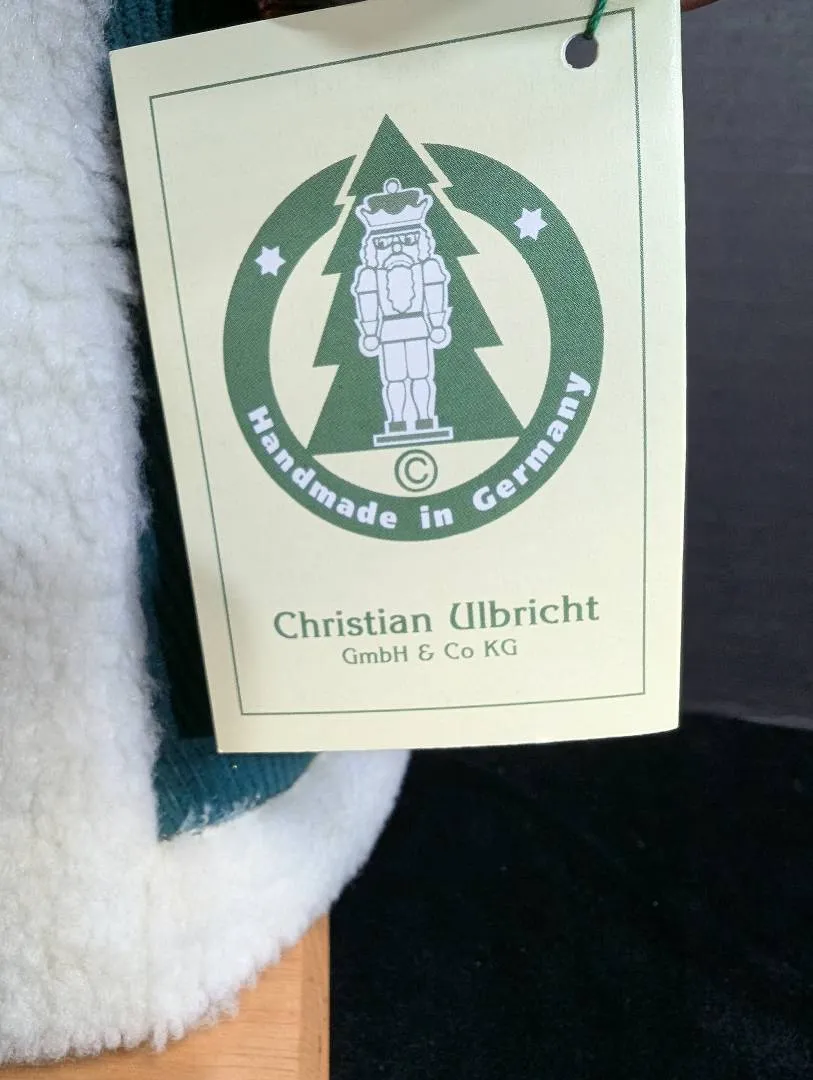 Handmade in Germany
©
Christian Ulbricht
GmbH & Co KG